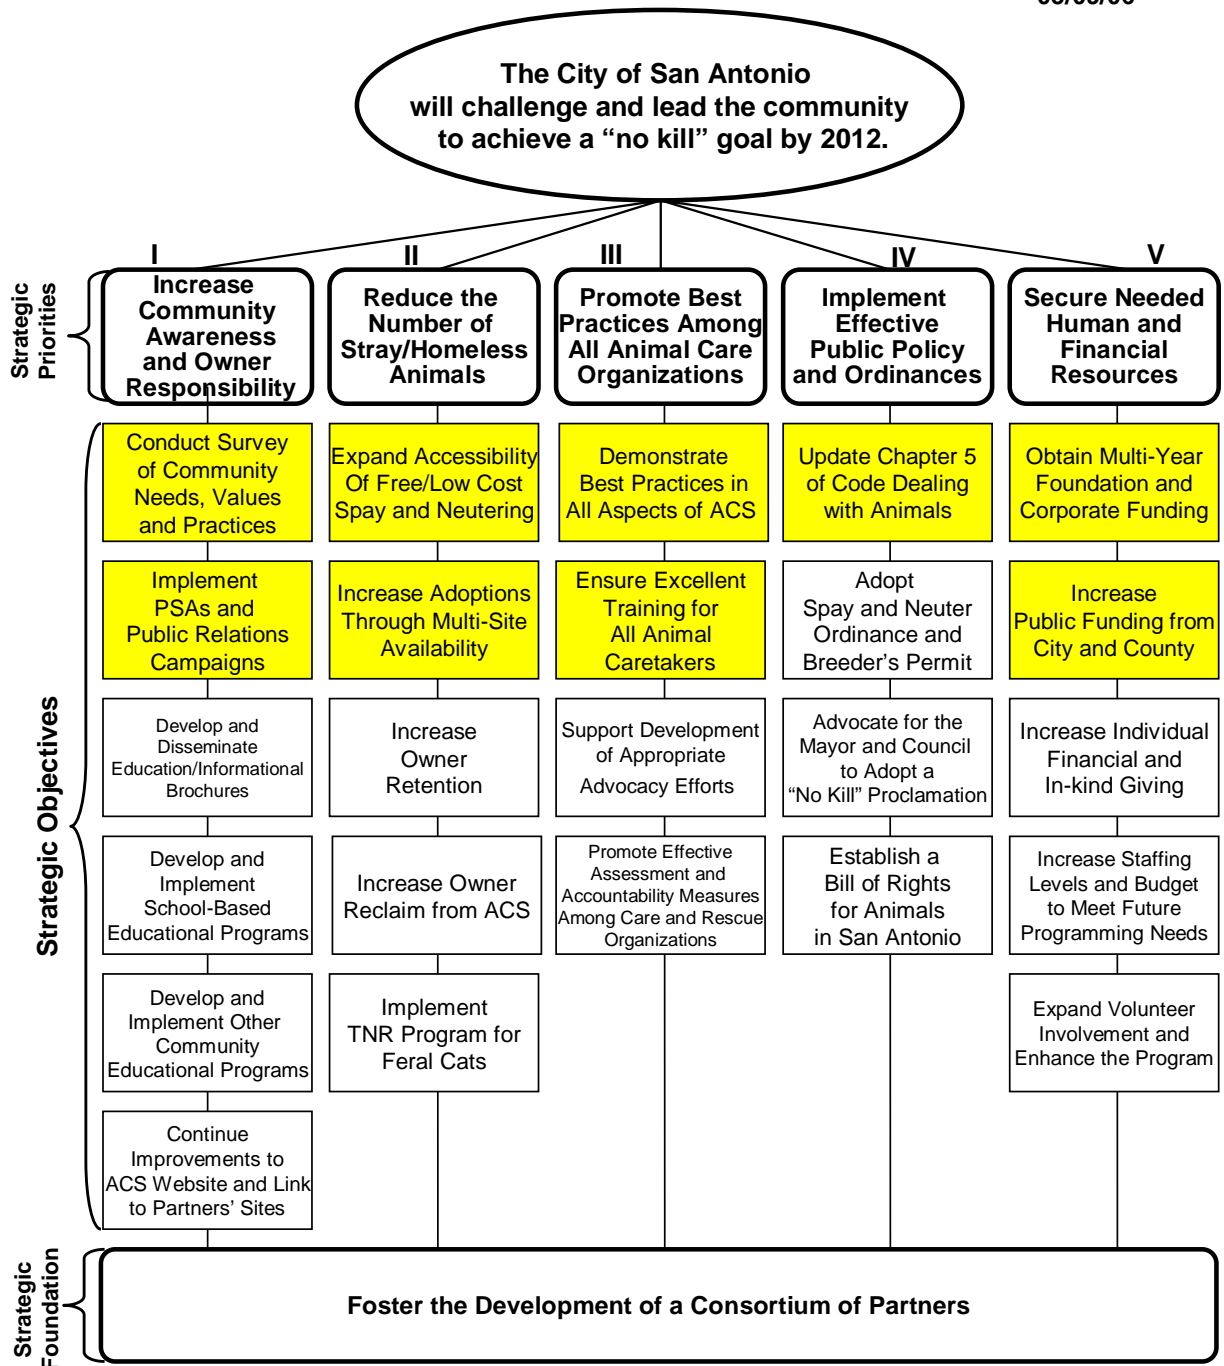 The City of San Antonio
will challenge and lead the community
to achieve a “no kill” goal by 2012.
I
II
III
IV
V
Strategic
Priorities
Increase
Community
Awareness
and Owner
Responsibility
Reduce the
Number of
Stray/Homeless
Animals
Promote Best
Practices Among
All Animal Care
Organizations
Implement
Effective
Public Policy
and Ordinances
Secure Needed
Human and
Financial
Resources
Strategic Objectives
Conduct Survey
of Community
Needs, Values
and Practices
Expand Accessibility
Of Free/Low Cost
Spay and Neutering
Demonstrate
Best Practices in
All Aspects of ACS
Update Chapter 5
of Code Dealing
with Animals
Obtain Multi-Year
Foundation and
Corporate Funding
Implement
PSAs and
Public Relations
Campaigns
Increase Adoptions
Through Multi-Site
Availability
Ensure Excellent
Training for
All Animal
Caretakers
Adopt
Spay and Neuter
Ordinance and
Breeder’s Permit
Increase
Public Funding from
City and County
Develop and
Disseminate
Education/Informational
Brochures
Increase
Owner
Retention
Support Development
of Appropriate
Advocacy Efforts
Advocate for the
Mayor and Council
to Adopt a
“No Kill” Proclamation
Increase Individual
Financial and
In-kind Giving
Develop and
Implement
School-Based
Educational Programs
Increase Owner
Reclaim from ACS
Promote Effective
Assessment and
Accountability Measures
Among Care and Rescue
Organizations
Establish a
Bill of Rights
for Animals
in San Antonio
Increase Staffing
Levels and Budget
to Meet Future
Programming Needs
Develop and
Implement Other
Community
Educational Programs
Implement
TNR Program for
Feral Cats
Expand Volunteer
Involvement and
Enhance the Program
Continue
Improvements to
ACS Website and Link
to Partners’ Sites
Strategic
Foundation
Foster the Development of a Consortium of Partners